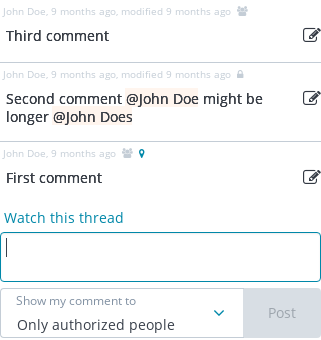 John Doe, 9 months ago, modified 9 months ago
Third comment
John Doe, 9 months ago, modified 9 months ago
Second comment @John Doe might be
longer @John Does
John Doe, 9 months ago
First comment
Watch this thread
Show my comment to
Only authorized people
Post